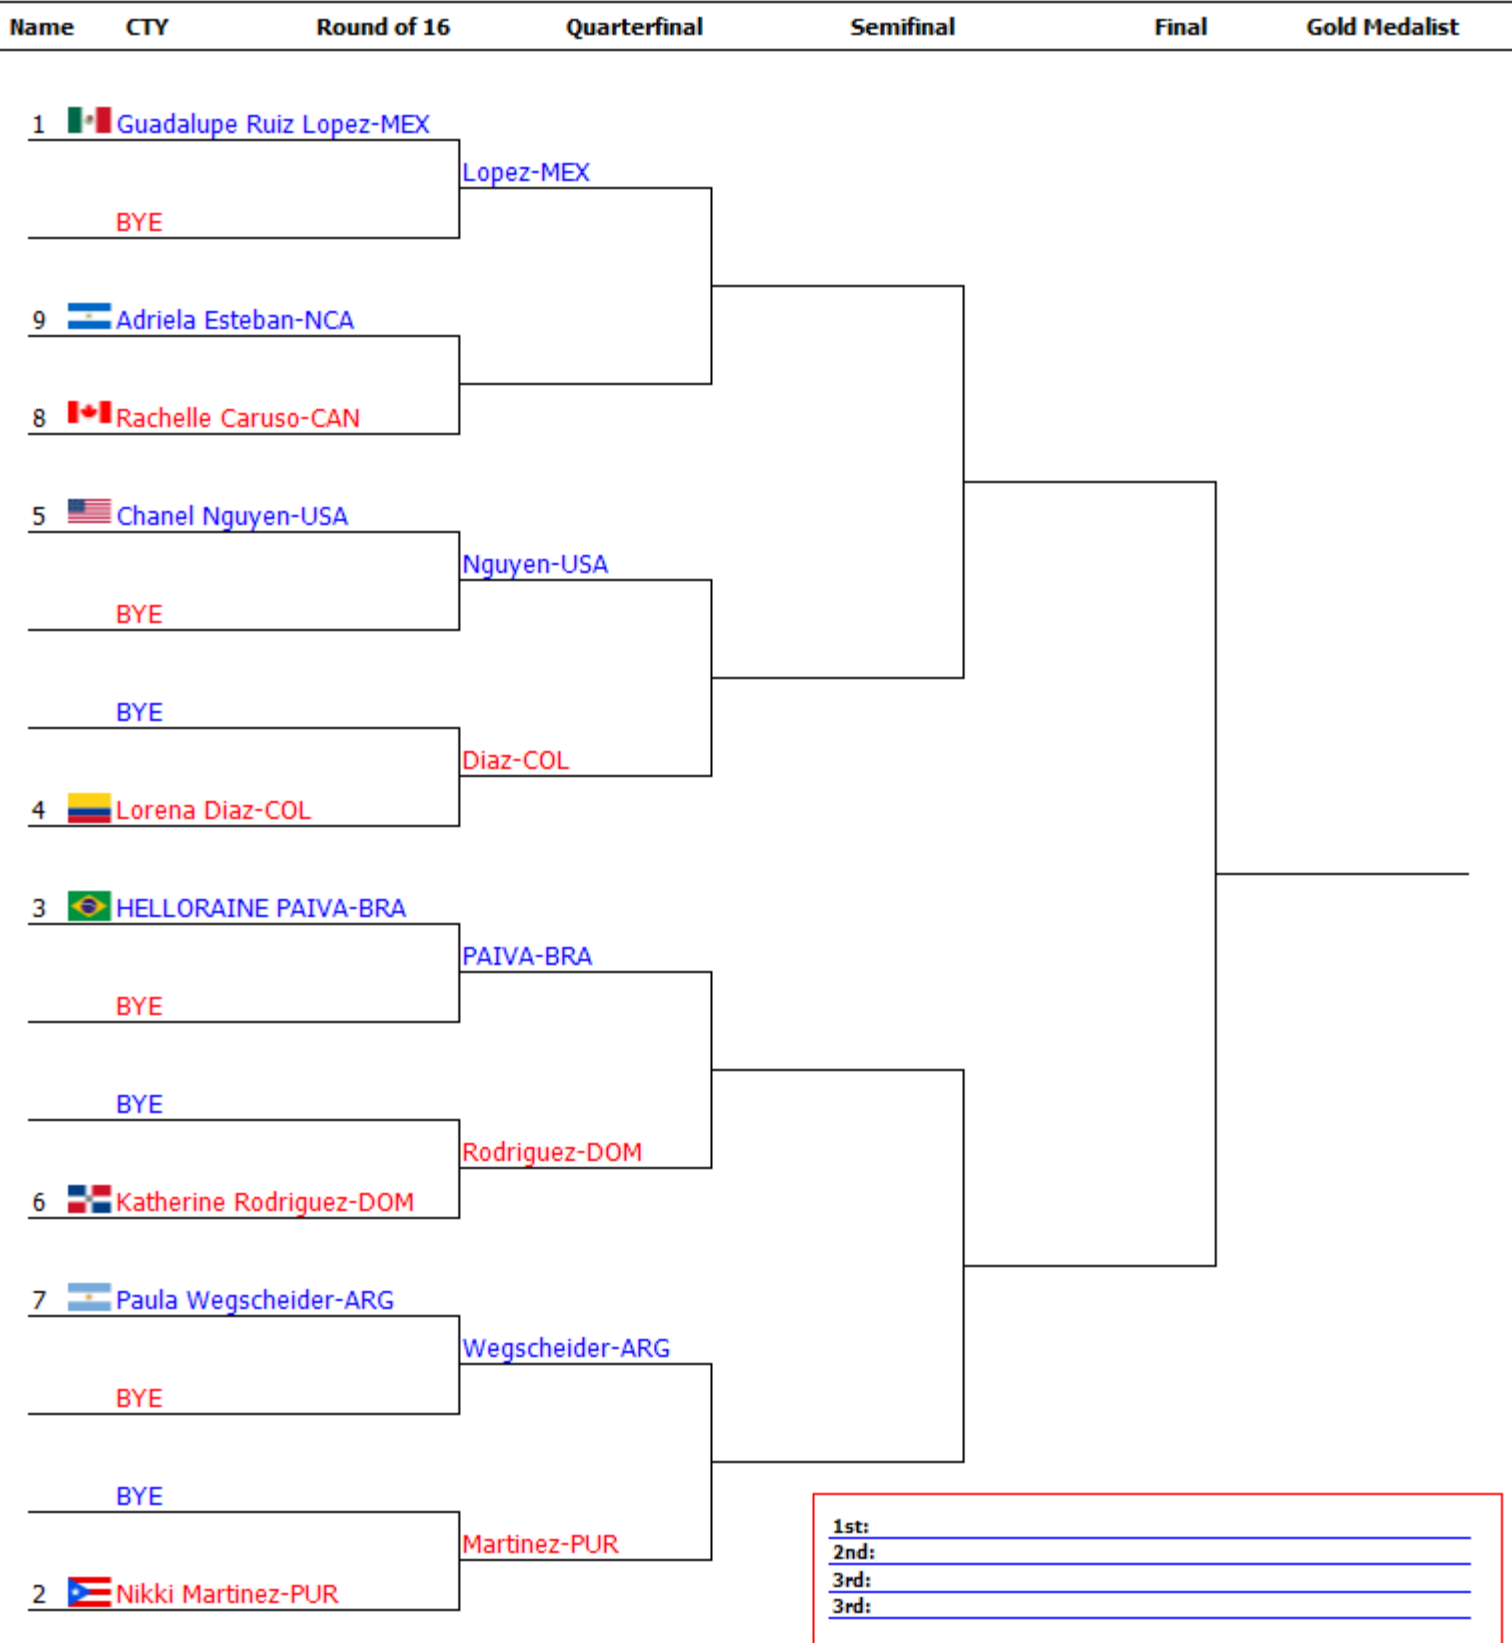 Name CTY Round of 16 Quarterfinal Semifinal Final Gold Medalist
1 Guadalupe Ruiz Lopez-MEX
Lopez-MEX
BYE
9 Adriela Esteban-NCA
8 Rachelle Caruso-CAN
5 Chanel Nguyen-USA
Nguyen-USA
BYE
BYE
Diaz-COL
4 Lorena Diaz-COL
3 HELLORAINE PAIVA-BRA
PAIVA-BRA
BYE
BYE
Rodriguez-DOM
6 Katherine Rodriguez-DOM
7 Paula Wegscheider-ARG
Wegscheider-ARG
BYE
BYE
Martinez-PUR
2 Nikki Martinez-PUR
1st:
2nd:
3rd:
3rd: